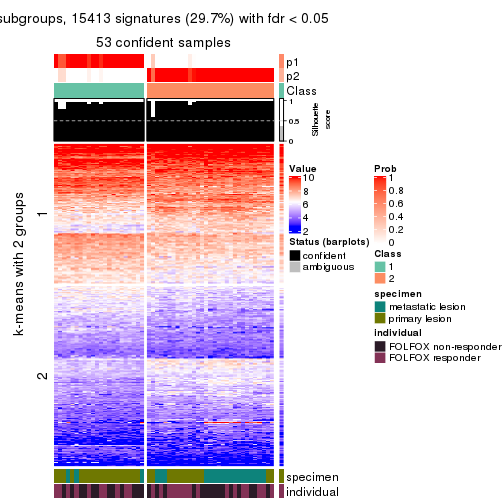 subgroups, 15413 signatures (29.7%) with fdr < 0.05
53 confident samples
p1
p2
Class
1
0.5
0
Silhouette
score
k-means with 2 groups
1
2
Value
10
8
6
4
2
Status (barplots)
confident
ambiguous
Prob
1
0.8
0.6
0.4
0.2
0
Class
1
2
specimen
metastatic lesion
primary lesion
individual
FOLFOX non-responder
FOLFOX responder
specimen
individual